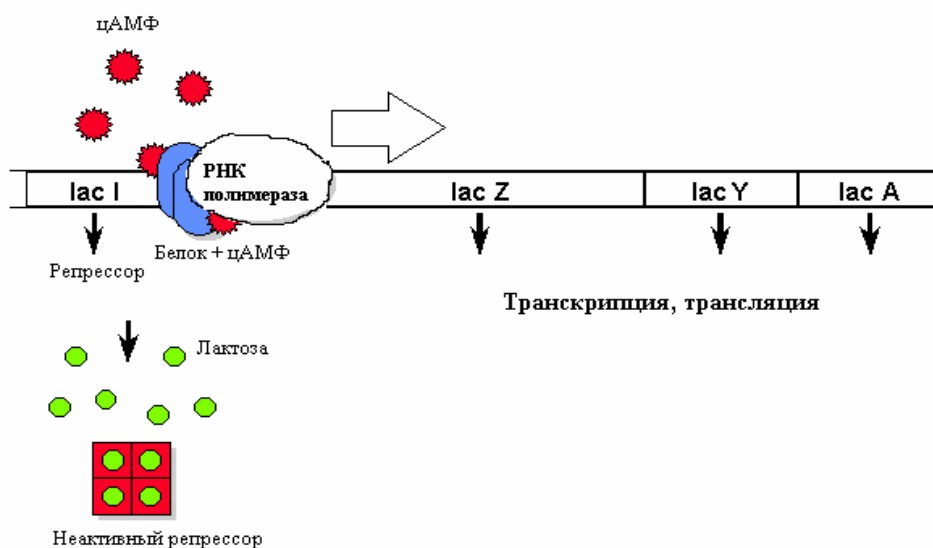 цАМФ
РНК
полимераза
lac I
lac Z
lac Y
lac A
Белок + цАМФ
Репрессор
Транскрипция, трансляция
Лактоза
Неактивный репрессор